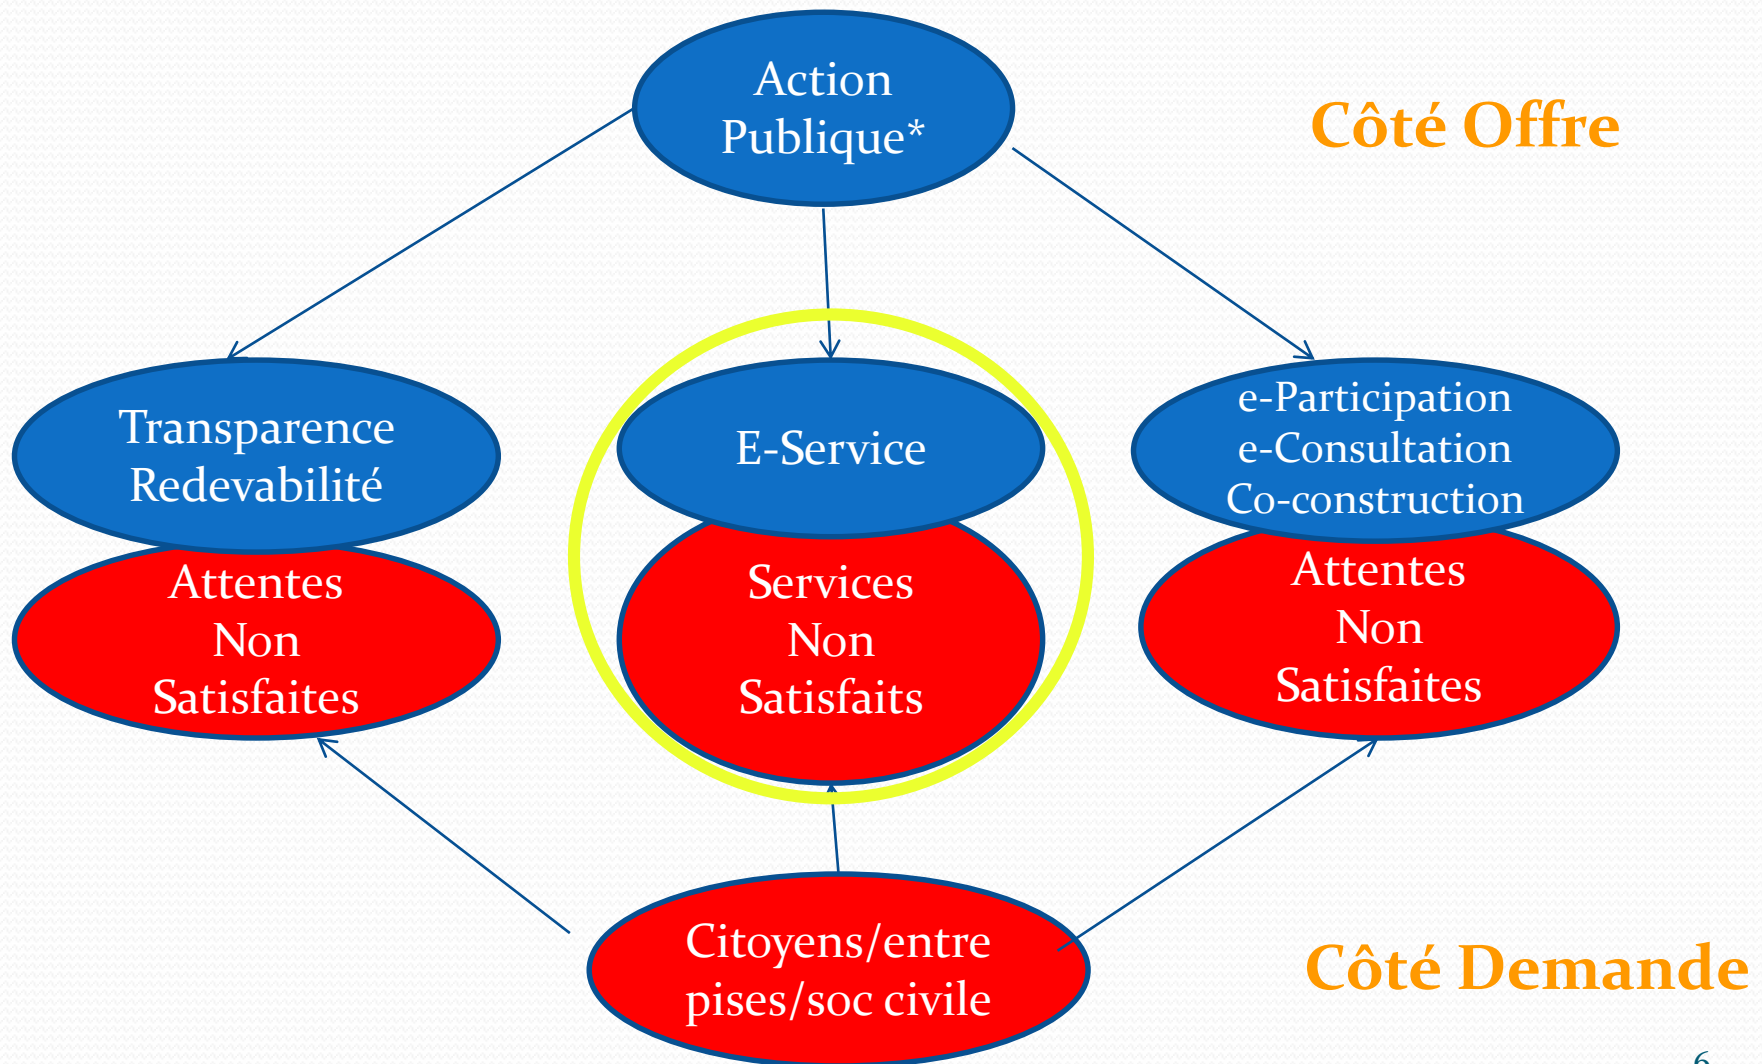 Action
Publique*
Côté Offre
Transparence
Redevabilité
E-Service
e-Participation
e-Consultation
Co-construction
Attentes
Non
Satisfaites
Services
Non
Satisfaits
Attentes
Non
Satisfaites
Citoyens/entre
pises/soc civile
Côté Demande
6